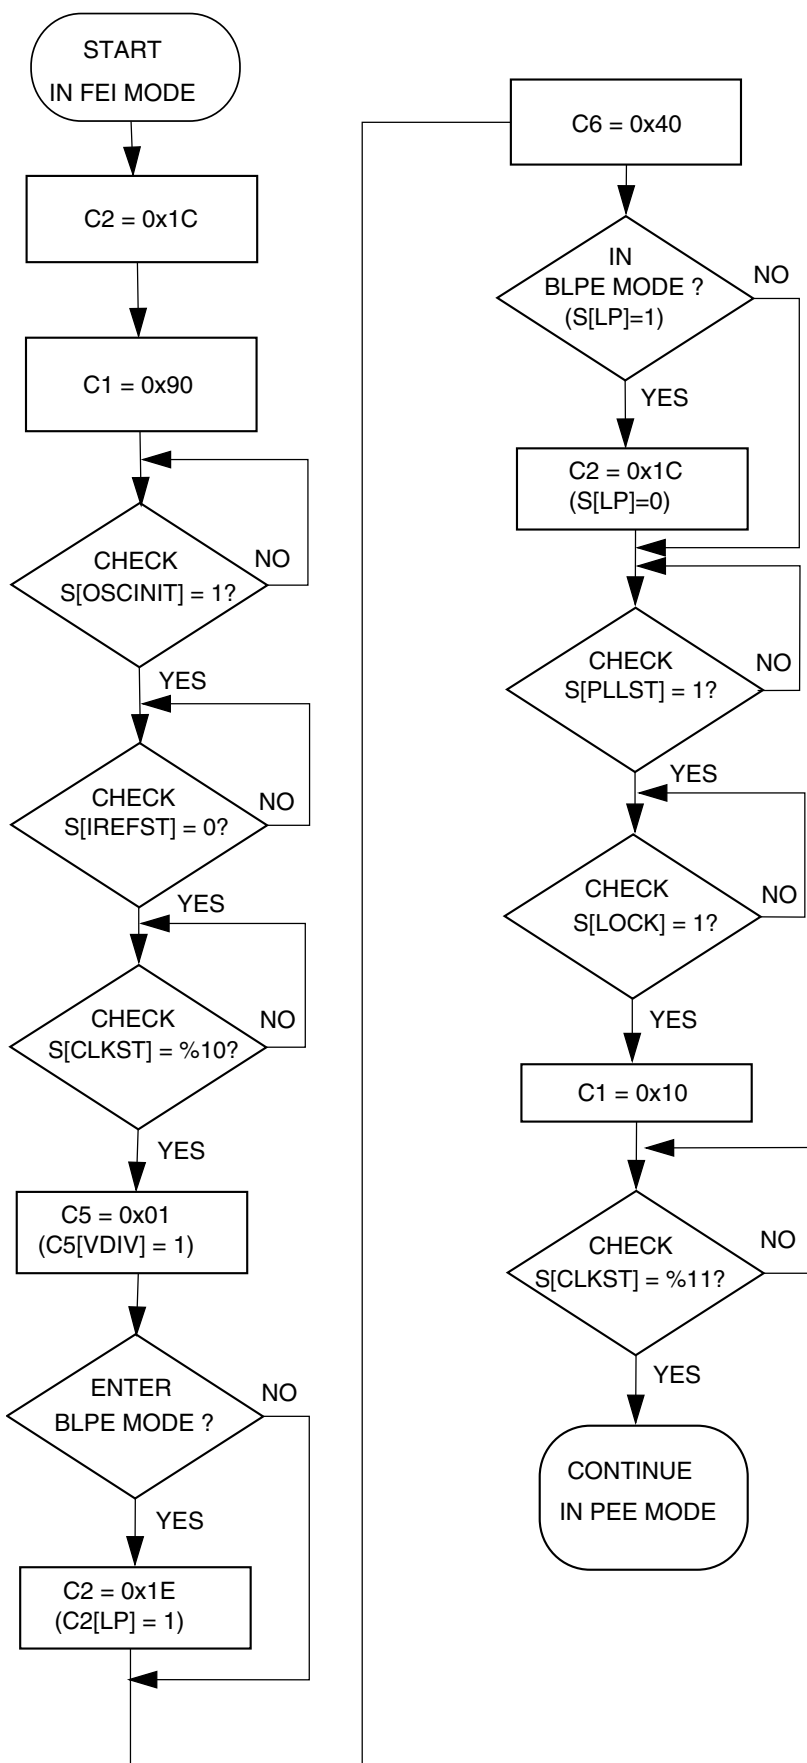 START
IN FEI MODE
C2 = 0x1C
C1 = 0x90
CHECK
S[OSCINIT] = 1?
NO
YES
CHECK
S[IREFST] = 0?
NO
YES
CHECK
S[CLKST] = %10?
NO
YES
C5 = 0x01
(C5[VDIV] = 1)
ENTER
BLPE MODE ?
NO
YES
C2 = 0x1E
(C2[LP] = 1)
C6 = 0x40
IN
BLPE MODE ?
(S[LP]=1)
NO
YES
C2 = 0x1C
(S[LP]=0)
CHECK
S[PLLST] = 1?
NO
YES
CHECK
S[LOCK] = 1?
NO
YES
C1 = 0x10
CHECK
S[CLKST] = %11?
NO
YES
CONTINUE
IN PEE MODE